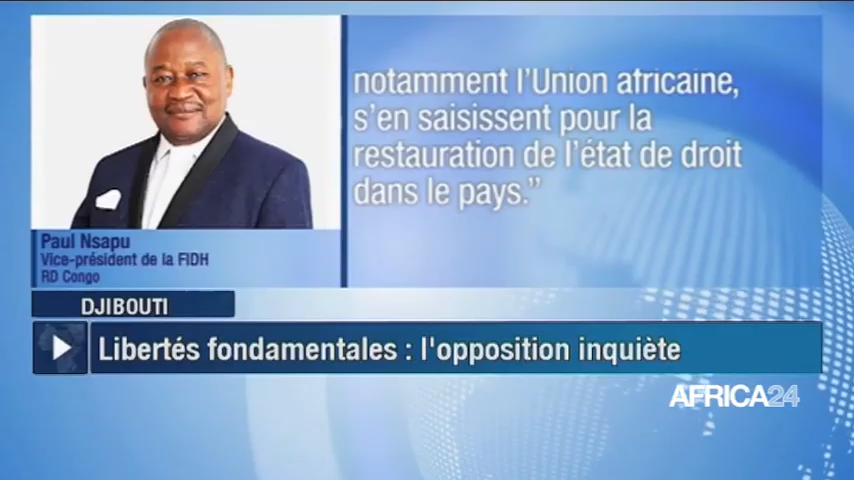 notamment l'Union africaine,
s'en saisissent pour la
restauration de l'état de droit
dans le pays."
Paul Nsapu
Vice-président de la FIDH
RD Congo
DJIBOUTI
Libertés fondamentales : l'opposition inquiète
AFRICA24